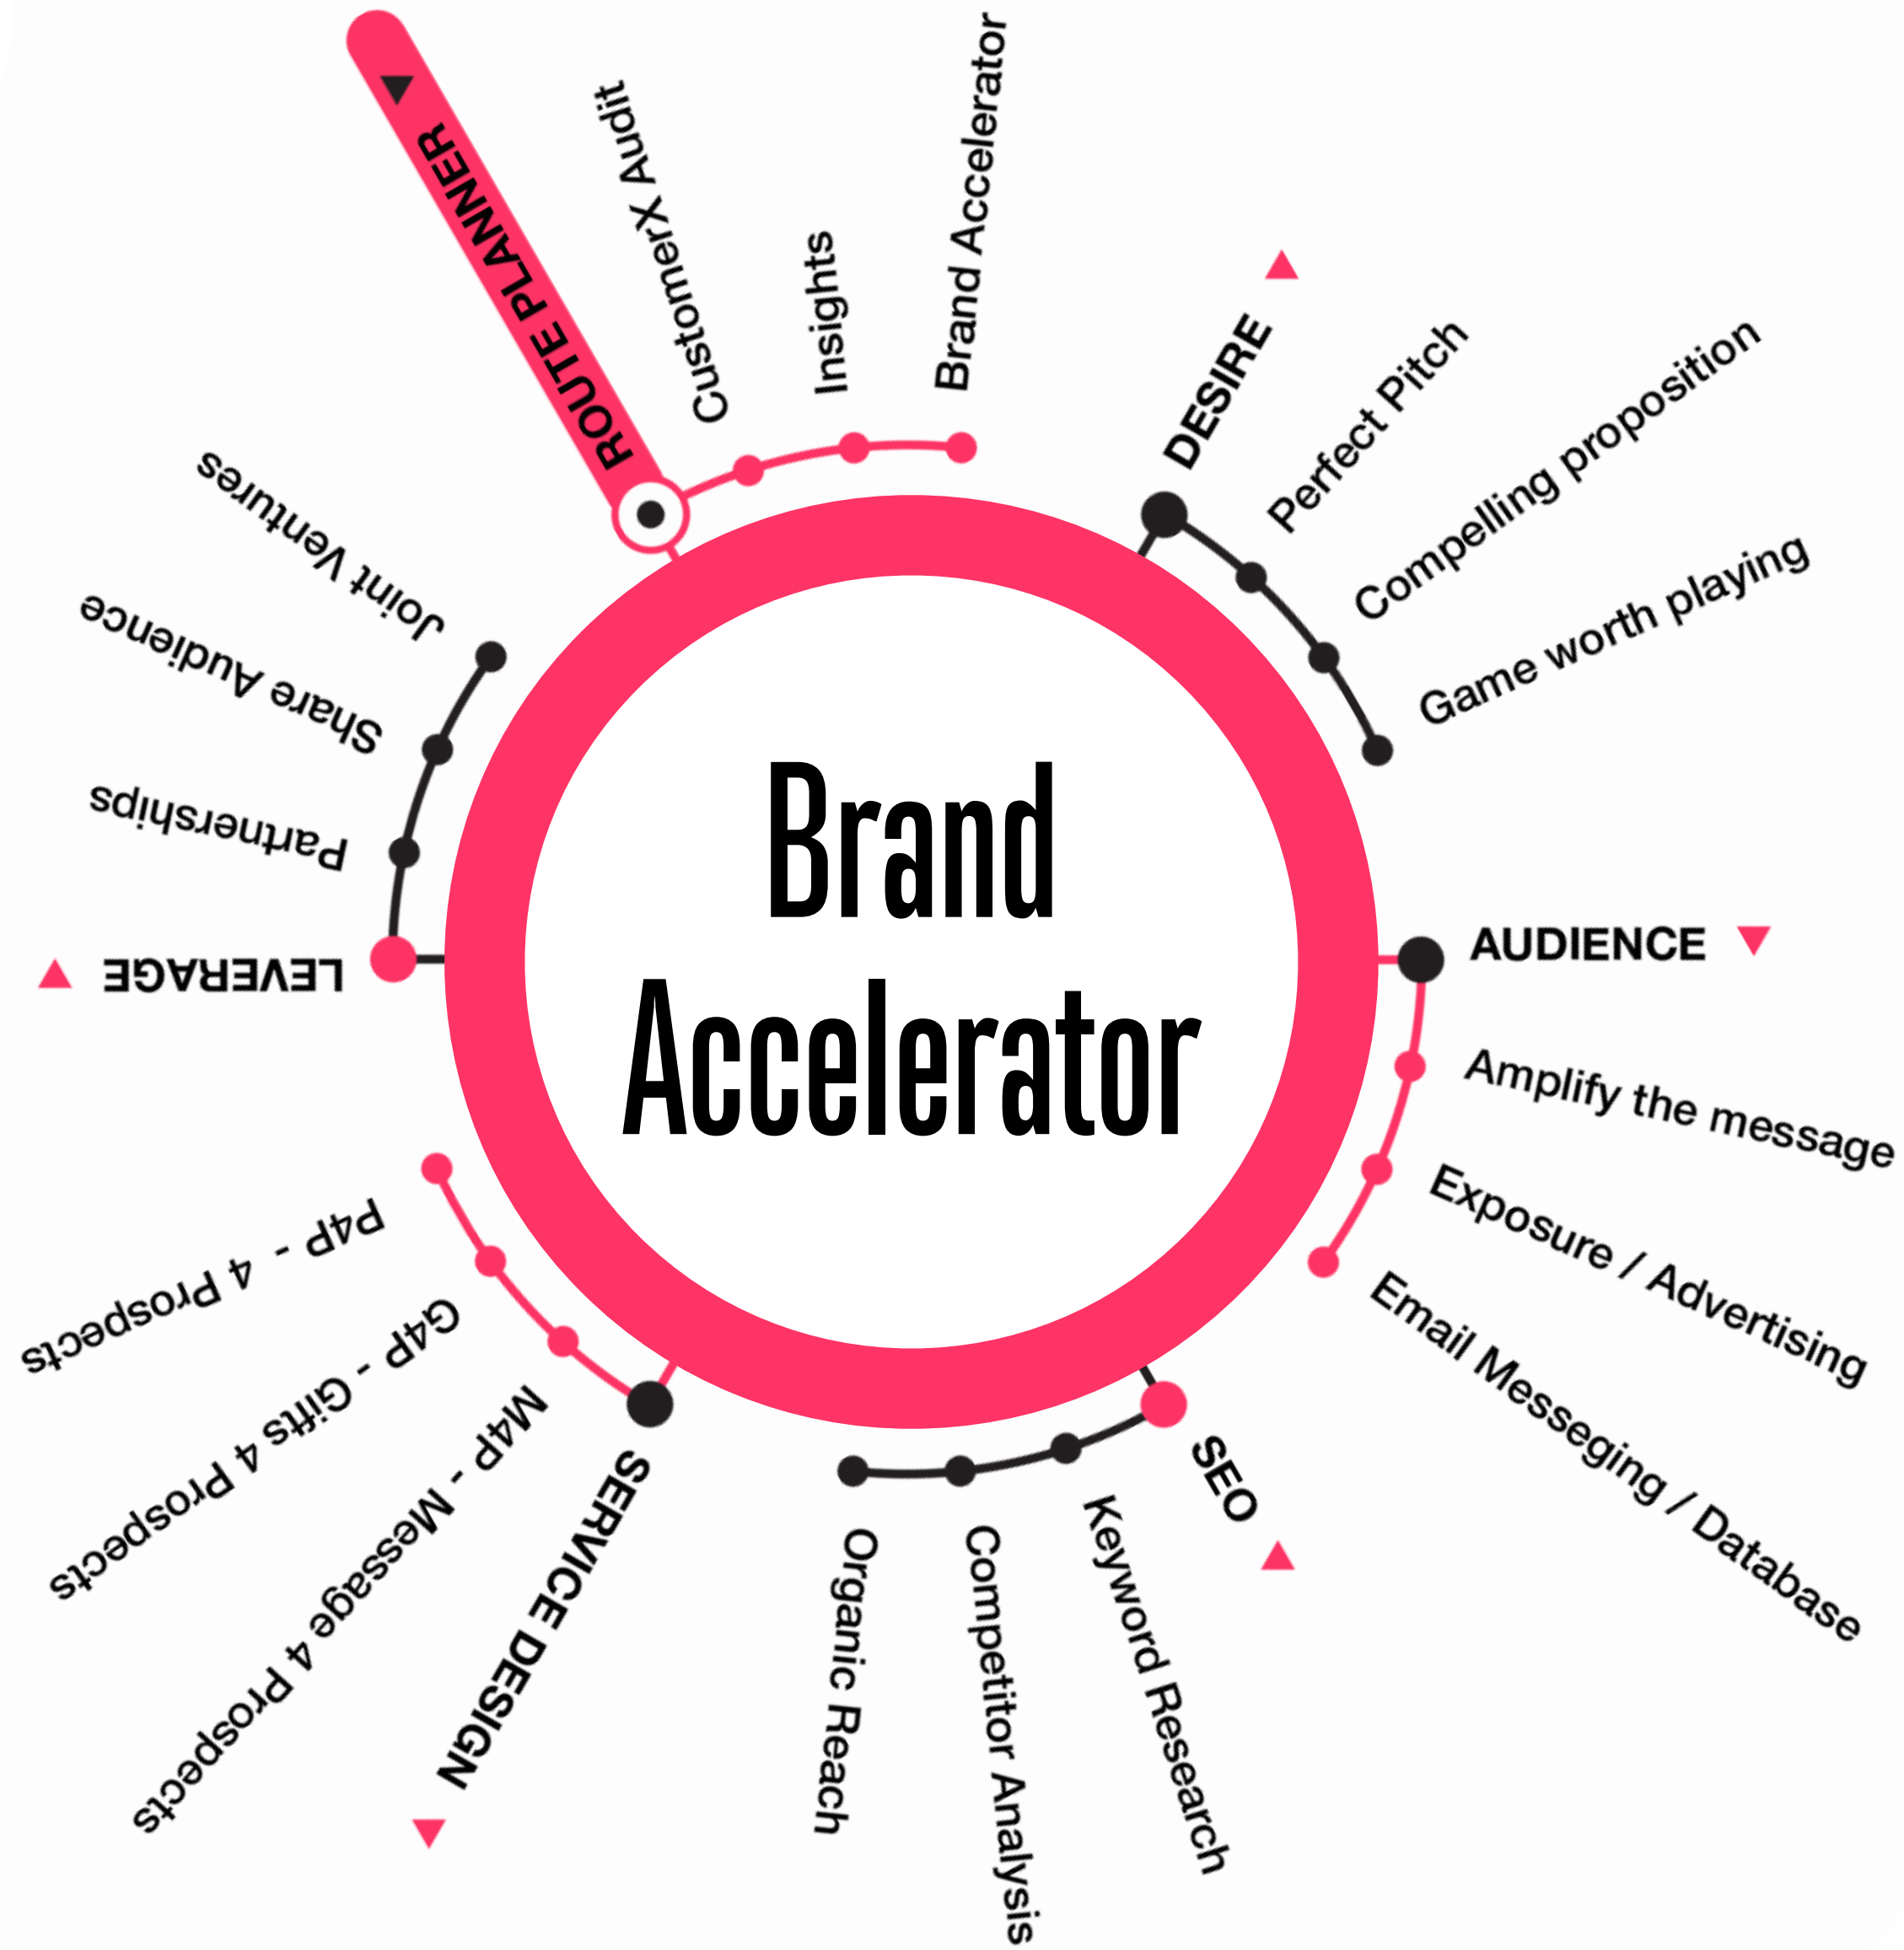 Brand
Accelerator
ROUTE PLANNER
CustomerX Audit
Insights
Brand Accelerator
DESIRE
Perfect Pitch
Compelling proposition
Game worth playing
AUDIENCE
Amplify the message
Exposure / Advertising
Email Messeging / Database
SEO
Keyword Research
Competitor Analysis
Organic Reach
SERVICE DESIGN
M4P - Message 4 Prospects
G4P - Gifts 4 Prospects
P4P - 4 Prospects
LEVERAGE
Partnerships
Share Audience
Joint Ventures